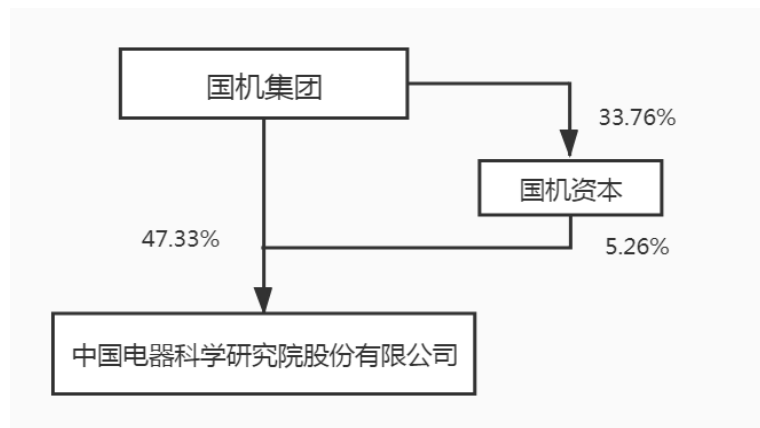 国机集团
33.76%
国机资本
47.33%
5.26%
中国电器科学研究院股份有限公司